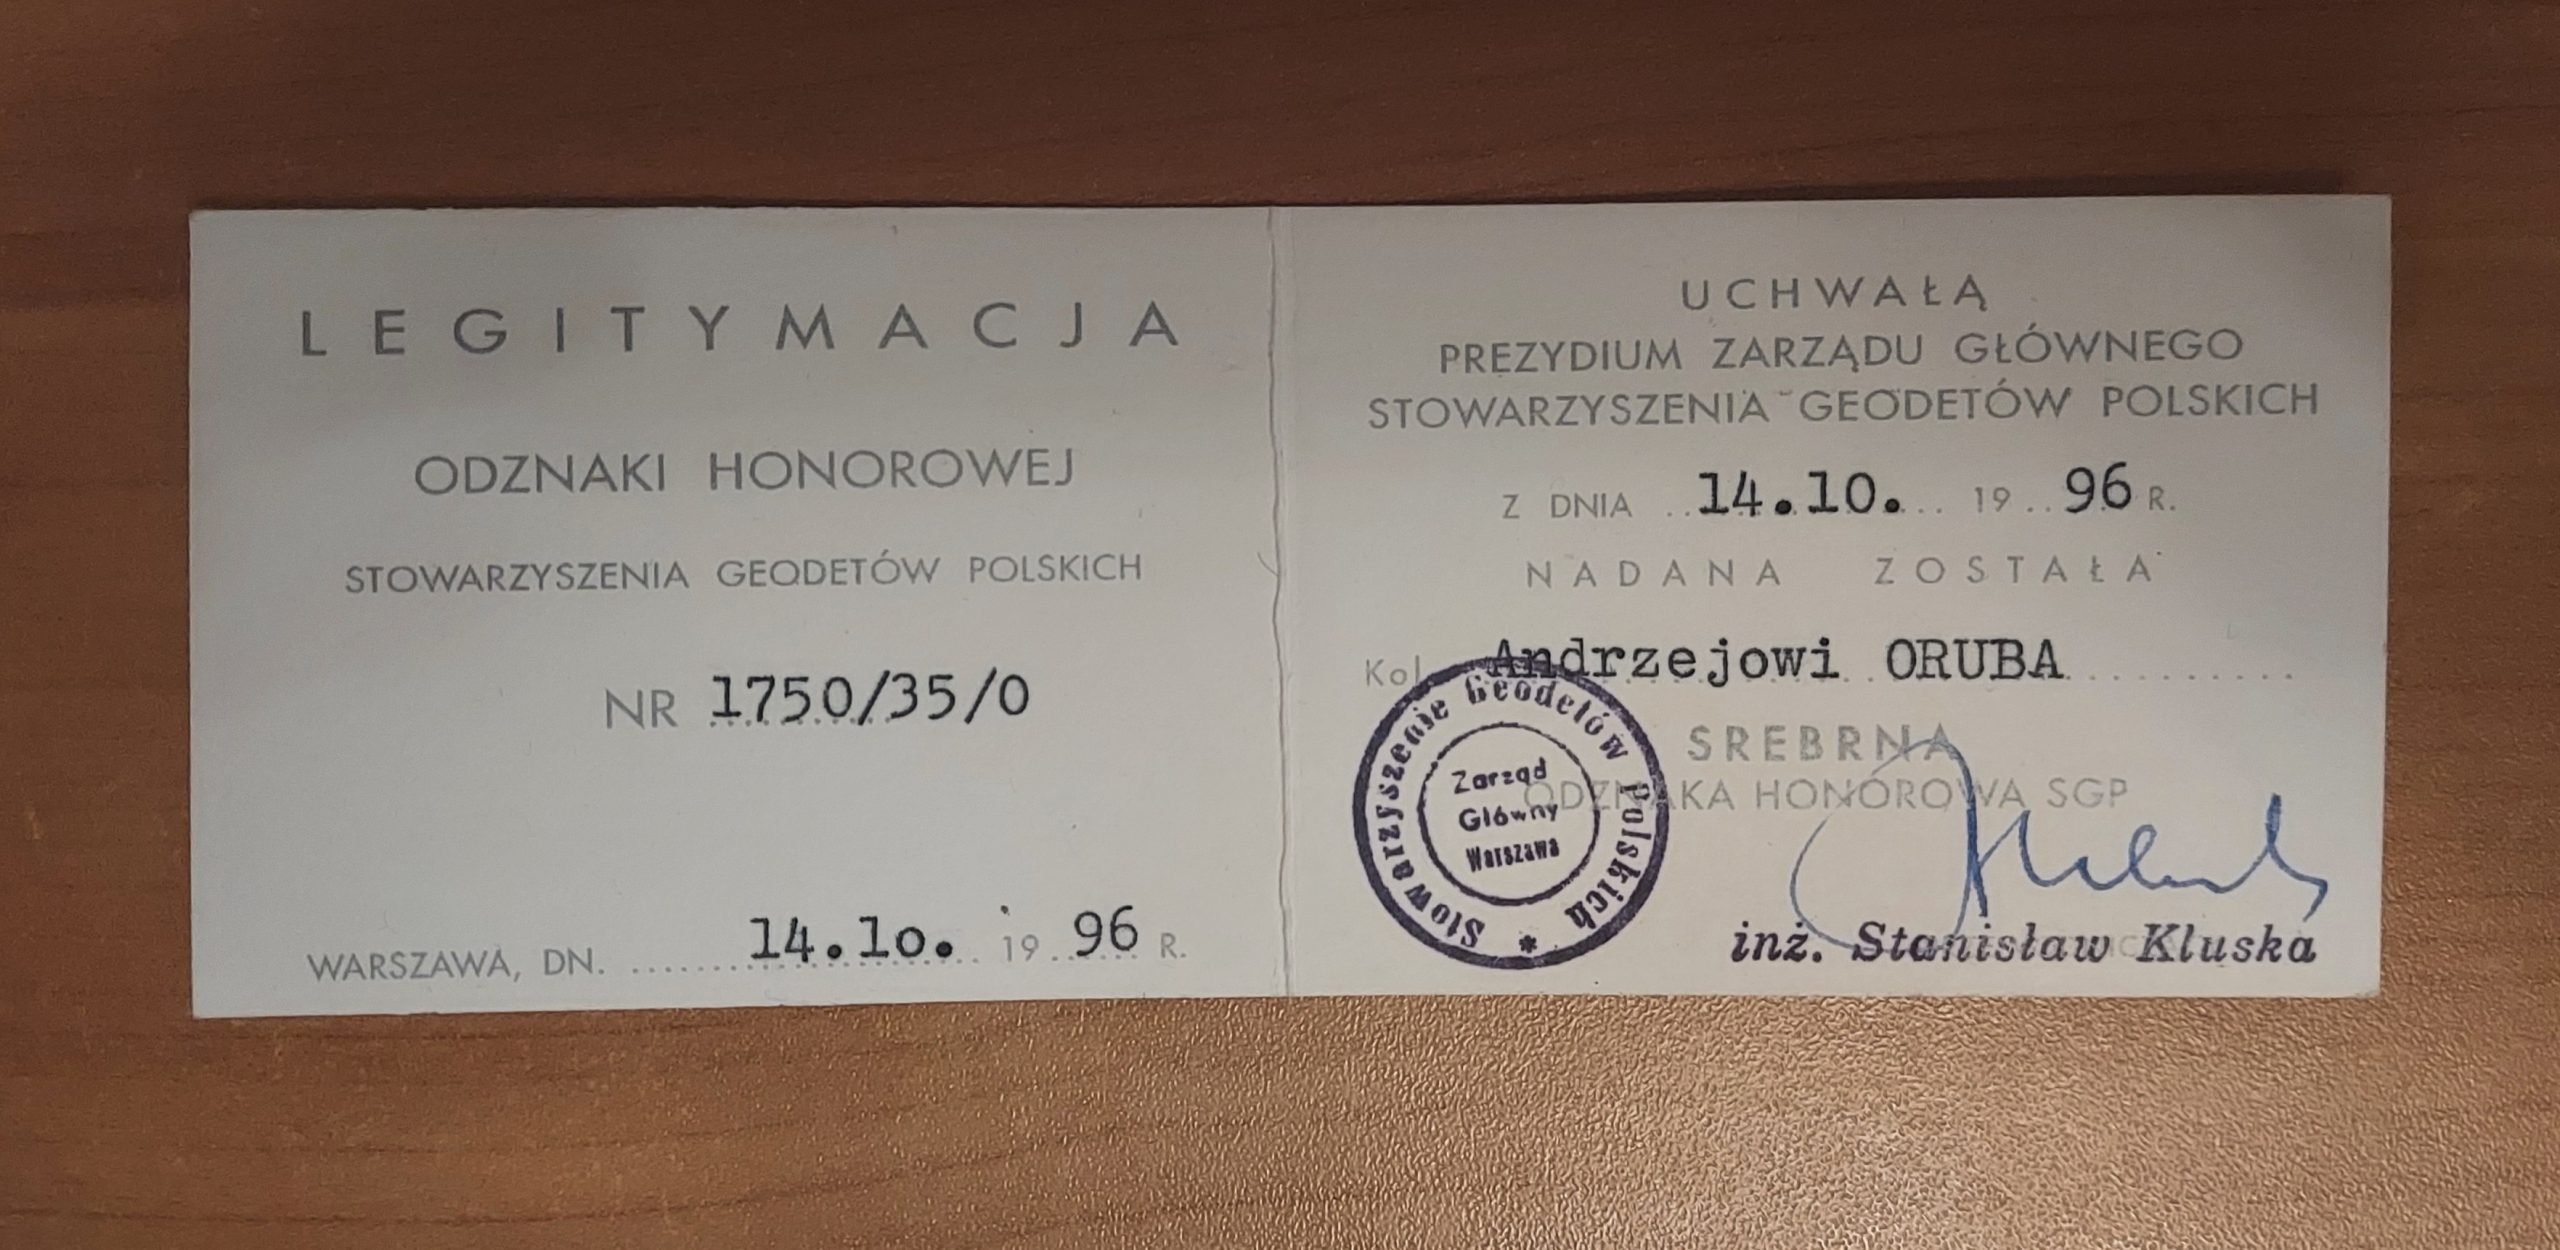 LEGITYMACJA
ODZNAKI HONOROWEJ
STOWARZYSZENIA GEODETÓW POLSKICH
NR 1750/35/0
WARSZAWA, DN. 14.1o. 19 96 R.
UCHWAŁĄ
PREZYDIUM ZARZĄDU GŁÓWNEGO
STOWARZYSZENIA GEODETÓW POLSKICH
Z DNIA 14.10. 19 96 R.
NADANA ZOSTAŁA
Kol. Andrzejowi ORUBA
SREBRNA
ODZNAKA HONOROWA SGP
Stowarzyszenie Geodetów Polskich *
Zarząd
Główny
Warszawa
inż. Stanisław Kluska